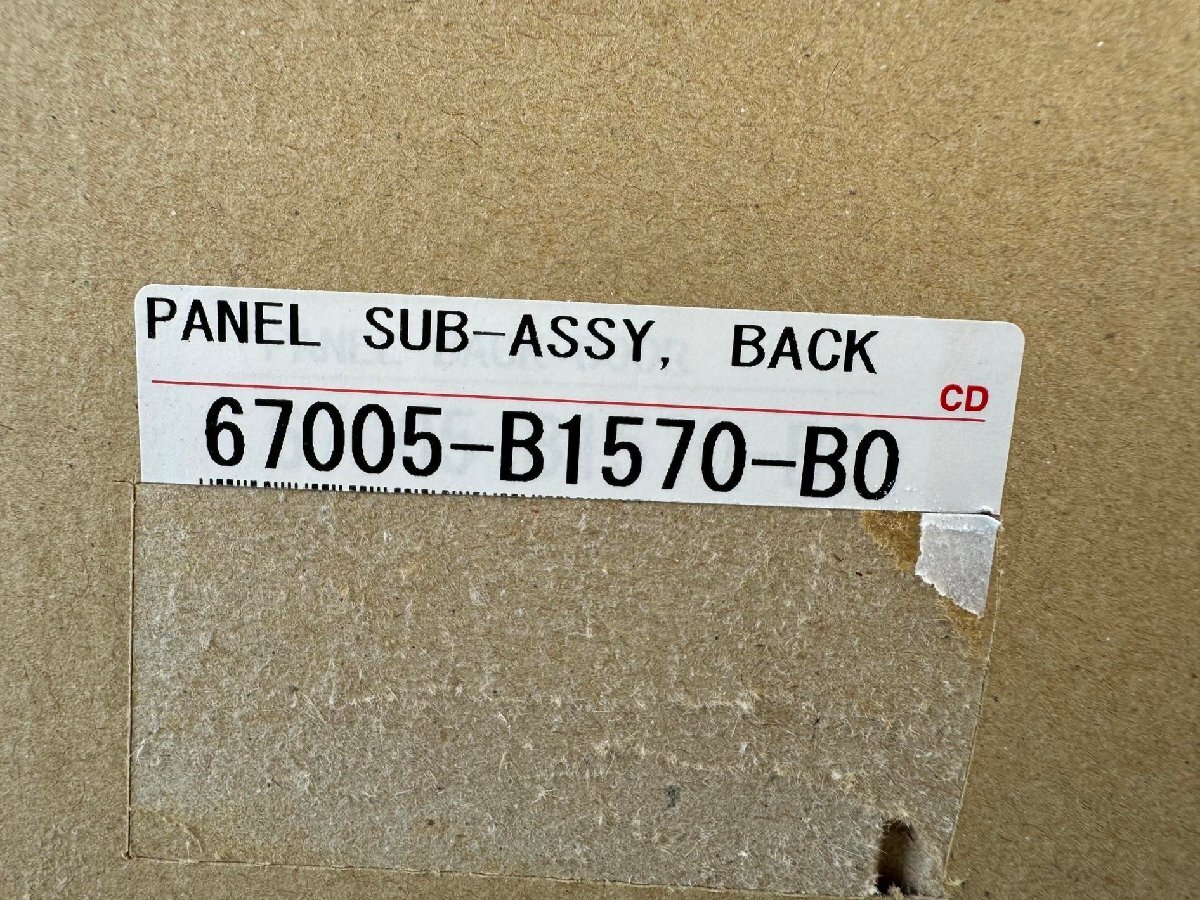 PANEL SUB-ASSY, BACK
CD
67005-B1570-B0